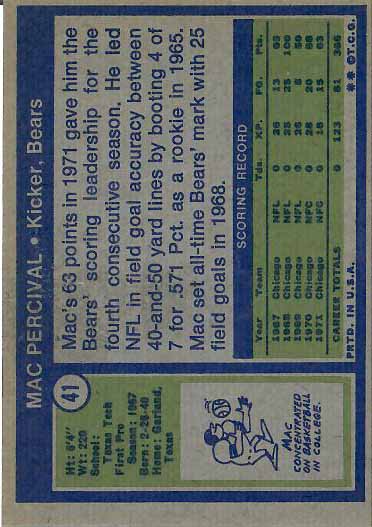 MAC PERCIVAL • Kicker, Bears
41
Ht: 6'4"
Wt: 220
School:
Texas Tech
First Pro
Season: 1967
Born: 2-26-40
Home: Garland,
Texas
MAC
CONCENTRATED
ON BASKETBALL
IN COLLEGE.
Mac's 63 points in 1971 gave him the
Bears' scoring leadership for the
fourth consecutive season. He led
NFL in field goal accuracy between
40-and-50 yard lines by booting 4 of
7 for .571 Pct. as a rookie in 1965.
Mac set all-time Bears' mark with 25
field goals in 1968.
SCORING RECORD
Year Team Tds. XP. FG. Pts.
1967 Chicago NFL 0 26 13 65
1968 Chicago NFL 0 25 25 100
1969 Chicago NFL 0 26 8 50
1970 Chicago NFC 0 28 20 88
1971 Chicago NFC 0 18 15 63
CAREER TOTALS 0 123 81 366
PRTD. IN U.S.A. ** ©T.C.G.